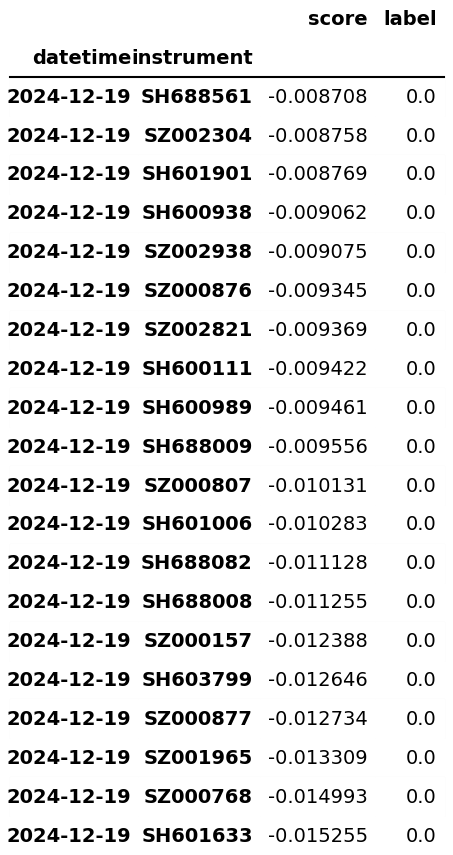 score label
datetime instrument
2024-12-19 SH688561 -0.008708 0.0
2024-12-19 SZ002304 -0.008758 0.0
2024-12-19 SH601901 -0.008769 0.0
2024-12-19 SH600938 -0.009062 0.0
2024-12-19 SZ002938 -0.009075 0.0
2024-12-19 SZ000876 -0.009345 0.0
2024-12-19 SZ002821 -0.009369 0.0
2024-12-19 SH600111 -0.009422 0.0
2024-12-19 SH600989 -0.009461 0.0
2024-12-19 SH688009 -0.009556 0.0
2024-12-19 SZ000807 -0.010131 0.0
2024-12-19 SH601006 -0.010283 0.0
2024-12-19 SH688082 -0.011128 0.0
2024-12-19 SH688008 -0.011255 0.0
2024-12-19 SZ000157 -0.012388 0.0
2024-12-19 SH603799 -0.012646 0.0
2024-12-19 SZ000877 -0.012734 0.0
2024-12-19 SZ001965 -0.013309 0.0
2024-12-19 SZ000768 -0.014993 0.0
2024-12-19 SH601633 -0.015255 0.0